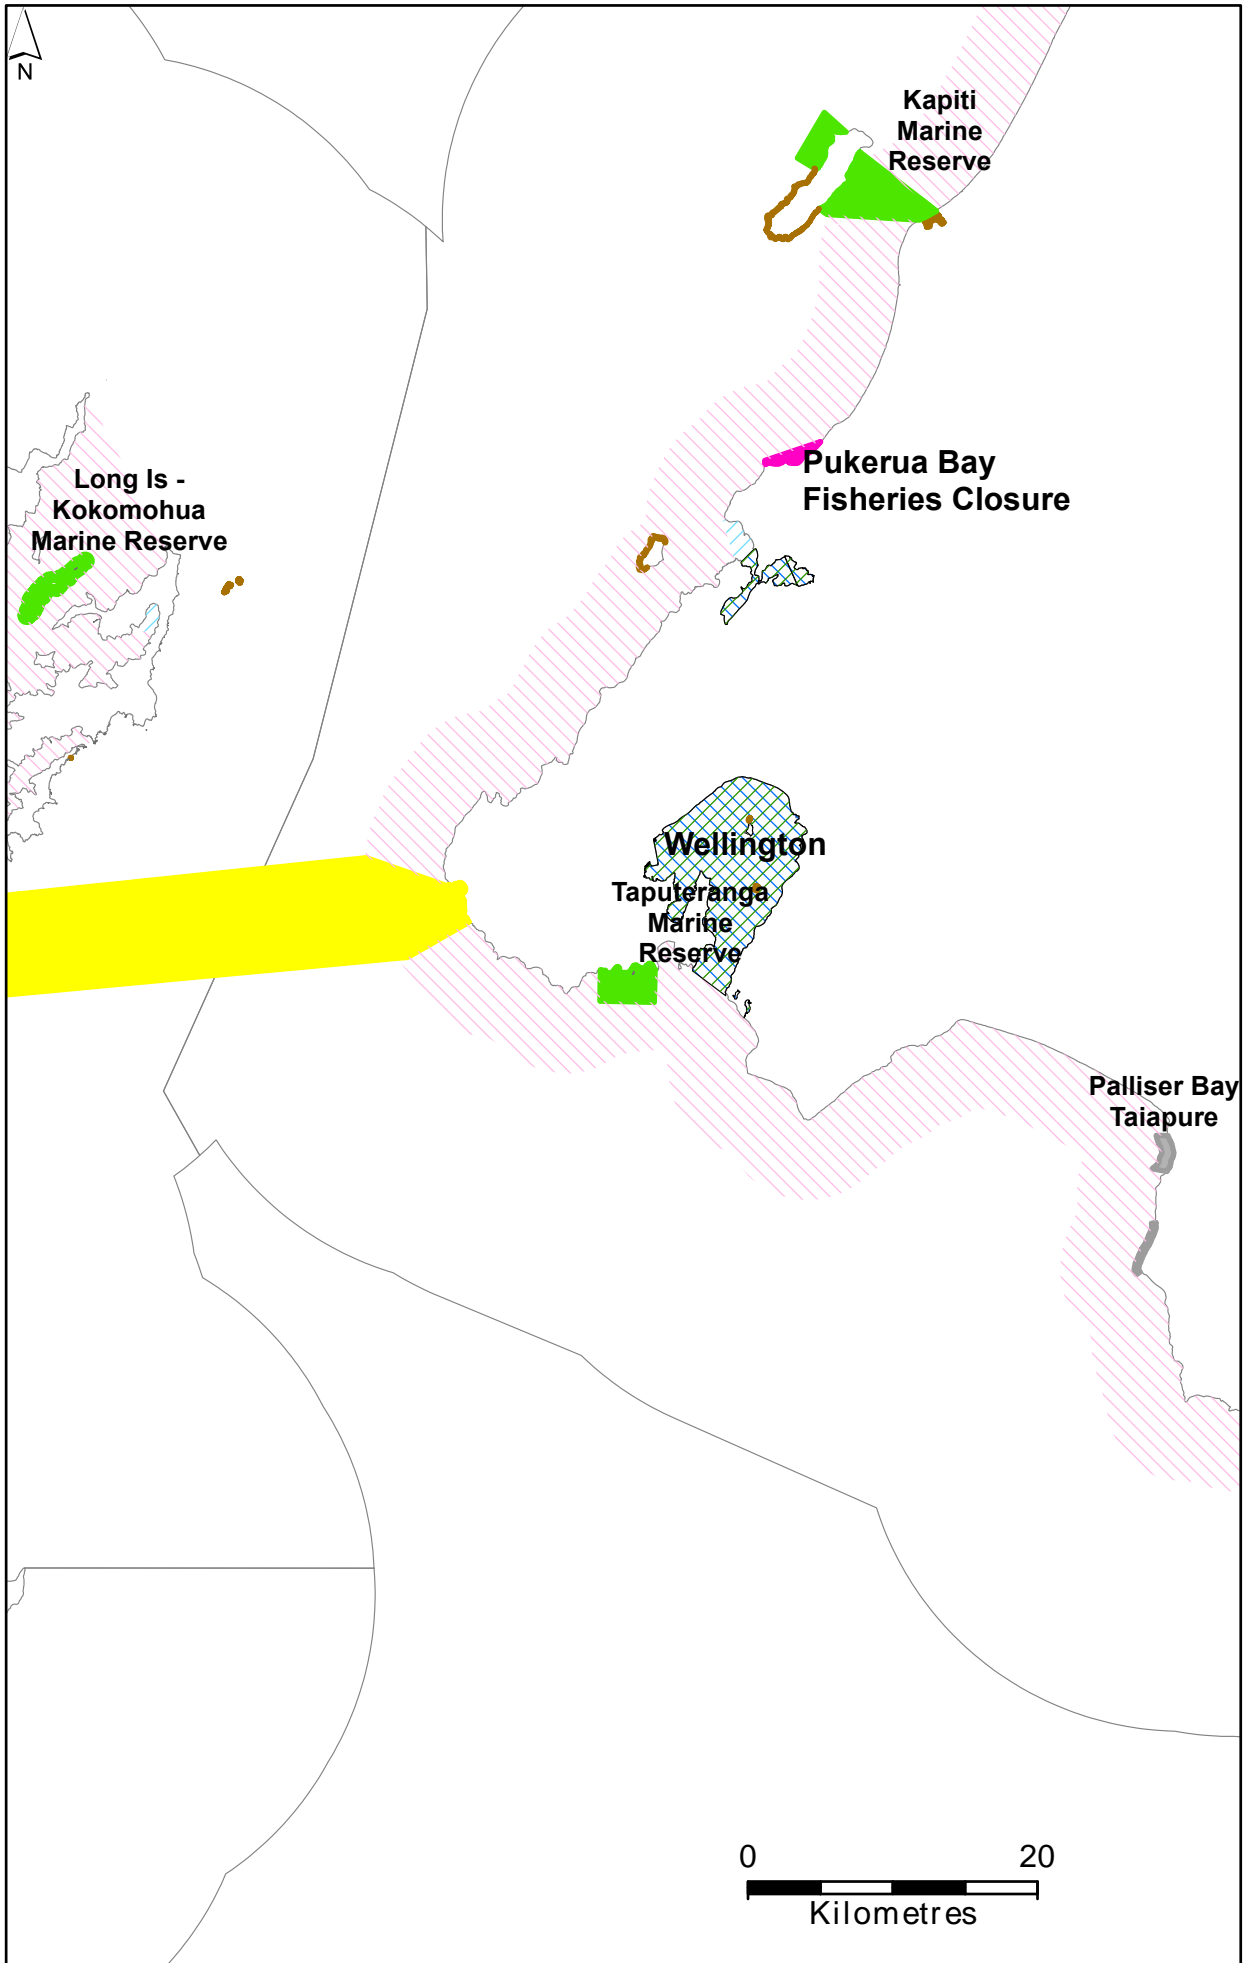 N
Kapiti
Marine
Reserve
Pukerua Bay
Fisheries Closure
Long Is -
Kokomohua
Marine Reserve
Wellington
Taputeranga
Marine
Reserve
Palliser Bay
Taiapure
0 20
Kilometres